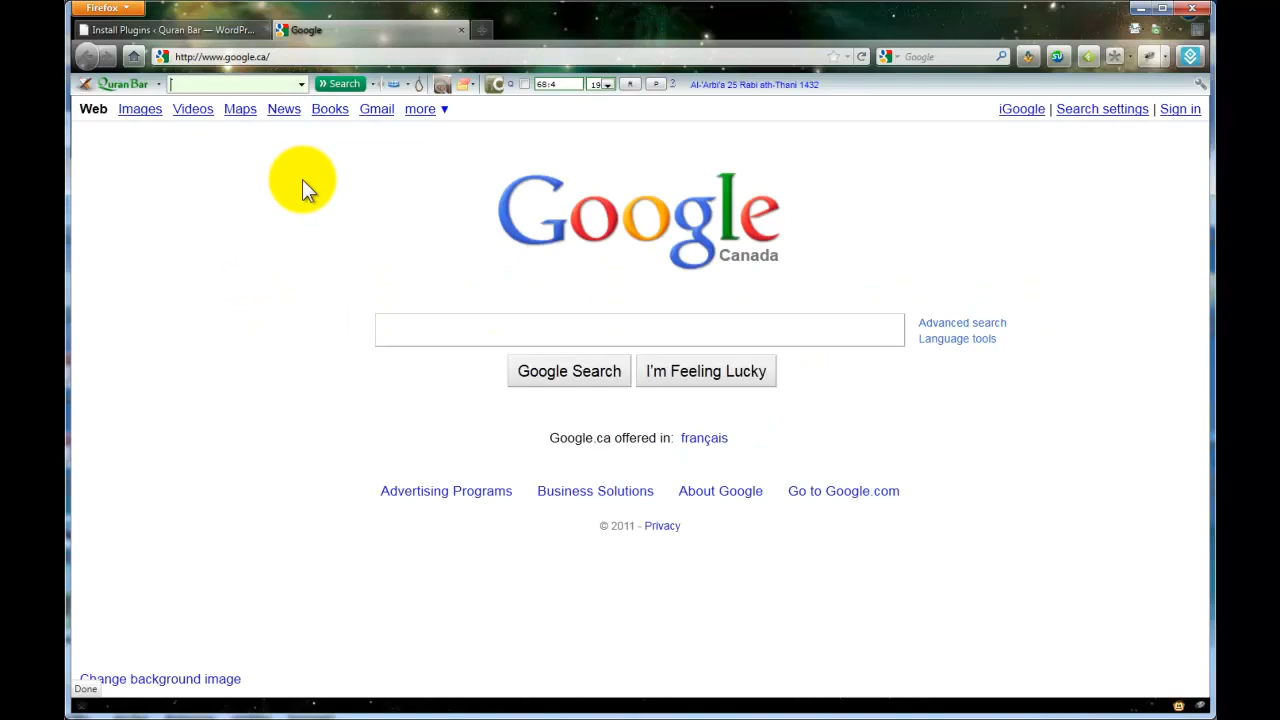 Firefox
Install Plugins ‹ Quran Bar — WordPr...
Google
http://www.google.ca/
Google
Quran Bar
» Search
68:4
19
R
P
?
Al-'Arbi'a 25 Rabi ath-Thani 1432
Web Images Videos Maps News Books Gmail more ▼
iGoogle | Search settings | Sign in
Google
Canada
Advanced search
Language tools
Google Search
I'm Feeling Lucky
Google.ca offered in: français
Advertising Programs Business Solutions About Google Go to Google.com
© 2011 - Privacy
Change background image
Done